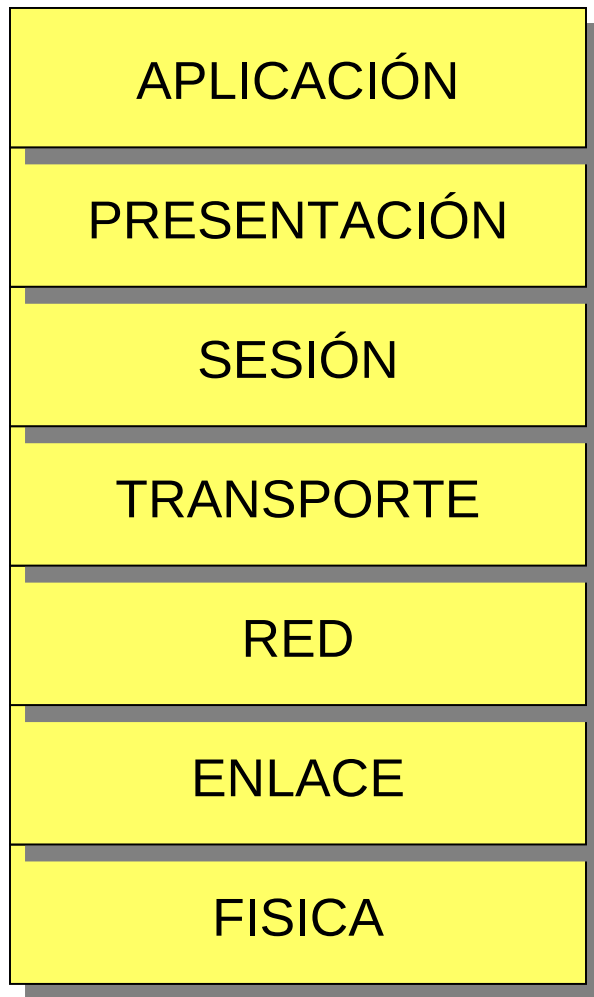 APLICACIÓN
PRESENTACIÓN
SESIÓN
TRANSPORTE
RED
ENLACE
FISICA